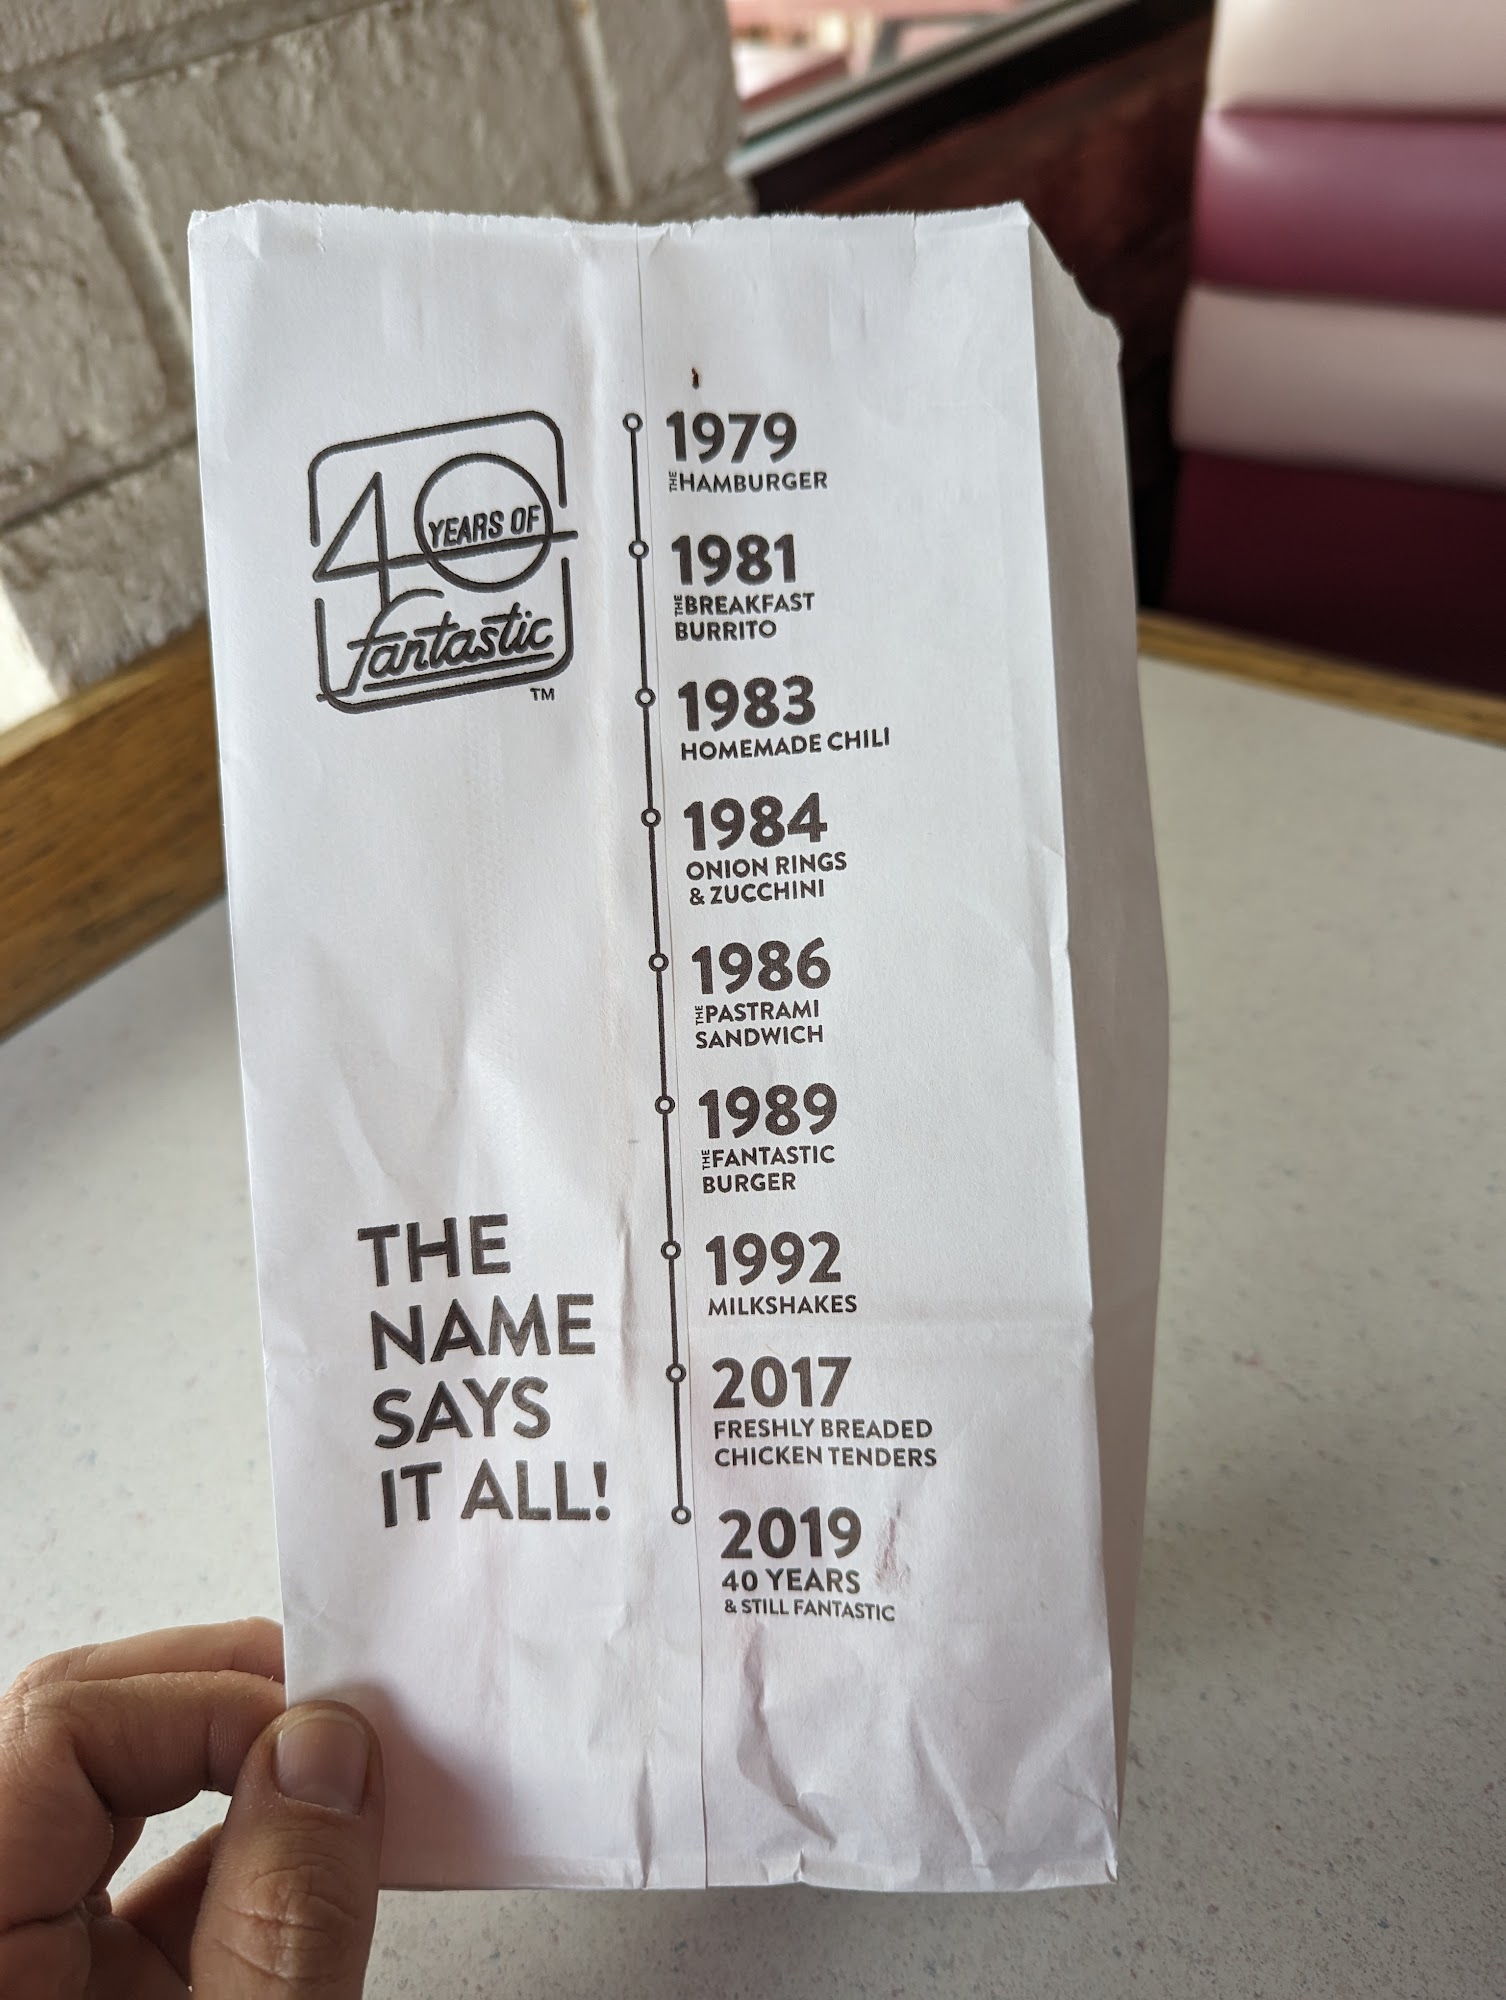 40
YEARS OF
fantastic
TM
THE
NAME
SAYS
IT ALL!
1979
THE HAMBURGER
1981
THE BREAKFAST
BURRITO
1983
HOMEMADE CHILI
1984
ONION RINGS
& ZUCCHINI
1986
THE PASTRAMI
SANDWICH
1989
THE FANTASTIC
BURGER
1992
MILKSHAKES
2017
FRESHLY BREADED
CHICKEN TENDERS
2019
40 YEARS
& STILL FANTASTIC